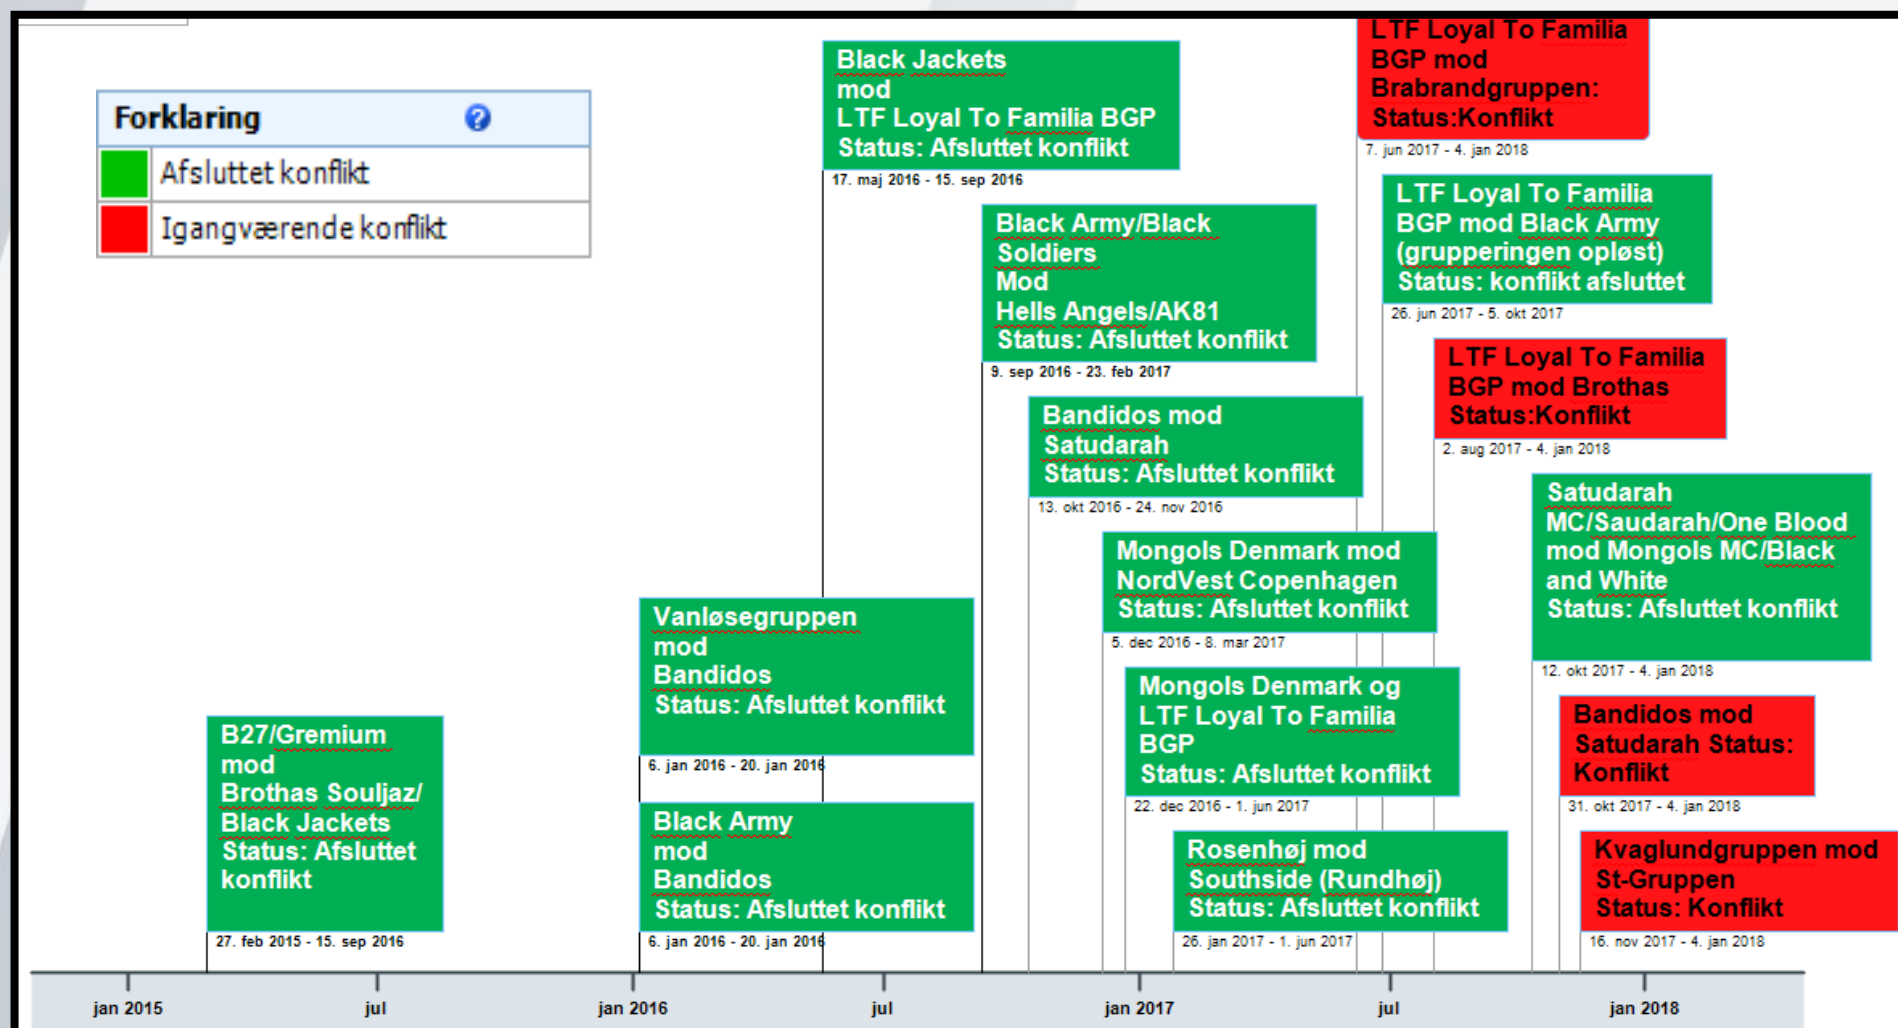 Forklaring
Afsluttet konflikt
Igangværende konflikt
B27/Gremium
mod
Brothas Souljaz/
Black Jackets
Status: Afsluttet
konflikt
27. feb 2015 - 15. sep 2016
Vanløsegruppen
mod
Bandidos
Status: Afsluttet konflikt
6. jan 2016 - 20. jan 2016
Black Army
mod
Bandidos
Status: Afsluttet konflikt
6. jan 2016 - 20. jan 2016
Black Jackets
mod
LTF Loyal To Familia BGP
Status: Afsluttet konflikt
17. maj 2016 - 15. sep 2016
Black Army/Black
Soldiers
Mod
Hells Angels/AK81
Status: Afsluttet konflikt
9. sep 2016 - 23. feb 2017
Bandidos mod
Satudarah
Status: Afsluttet konflikt
13. okt 2016 - 24. nov 2016
Mongols Denmark mod
NordVest Copenhagen
Status: Afsluttet konflikt
5. dec 2016 - 8. mar 2017
Mongols Denmark og
LTF Loyal To Familia
BGP
Status: Afsluttet konflikt
22. dec 2016 - 1. jun 2017
Rosenhøj mod
Southside (Rundhøj)
Status: Afsluttet konflikt
26. jan 2017 - 1. jun 2017
LTF Loyal To Familia
BGP mod
Brabrandgruppen:
Status:Konflikt
7. jun 2017 - 4. jan 2018
LTF Loyal To Familia
BGP mod Black Army
(grupperingen opløst)
Status: konflikt afsluttet
26. jun 2017 - 5. okt 2017
LTF Loyal To Familia
BGP mod Brothas
Status:Konflikt
2. aug 2017 - 4. jan 2018
Satudarah
MC/Saudarah/One Blood
mod Mongols MC/Black
and White
Status: Afsluttet konflikt
12. okt 2017 - 4. jan 2018
Bandidos mod
Satudarah Status:
Konflikt
31. okt 2017 - 4. jan 2018
Kvaglundgruppen mod
St-Gruppen
Status: Konflikt
16. nov 2017 - 4. jan 2018
jan 2015
jul
jan 2016
jul
jan 2017
jul
jan 2018